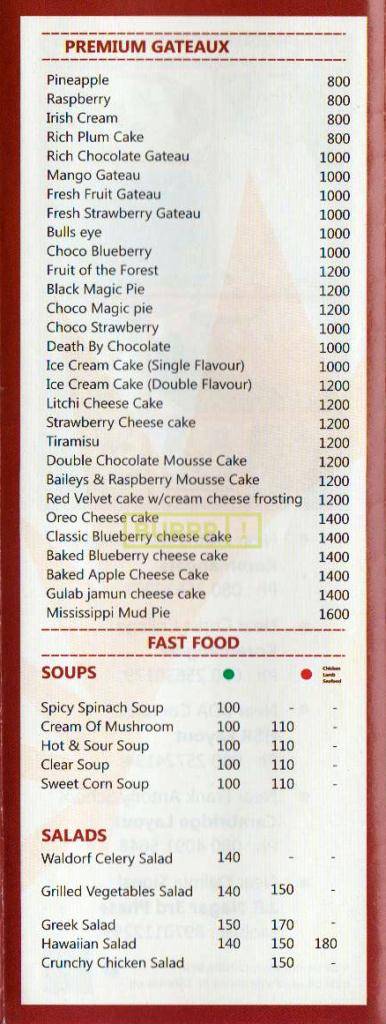 PREMIUM GATEAUX
Pineapple 800
Raspberry 800
Irish Cream 800
Rich Plum Cake 800
Rich Chocolate Gateau 1000
Mango Gateau 1000
Fresh Fruit Gateau 1000
Fresh Strawberry Gateau 1000
Bulls eye 1000
Choco Blueberry 1000
Fruit of the Forest 1200
Black Magic Pie 1200
Choco Magic pie 1200
Choco Strawberry 1000
Death By Chocolate 1000
Ice Cream Cake (Single Flavour) 1000
Ice Cream Cake (Double Flavour) 1200
Litchi Cheese Cake 1200
Strawberry Cheese cake 1200
Tiramisu 1200
Double Chocolate Mousse Cake 1200
Baileys & Raspberry Mousse Cake 1200
Red Velvet cake w/cream cheese frosting 1200
Oreo Cheese cake 1400
BURRP !
Classic Blueberry cheese cake 1400
Baked Blueberry cheese cake 1400
Baked Apple Cheese Cake 1400
Gulab jamun cheese cake 1400
Mississippi Mud Pie 1600
FAST FOOD
SOUPS Chicken
Lamb
Seafood
Spicy Spinach Soup 100 - -
Cream Of Mushroom 100 110 -
Hot & Sour Soup 100 110 -
Clear Soup 100 110 -
Sweet Corn Soup 100 110 -
SALADS
Waldorf Celery Salad 140 - -
Grilled Vegetables Salad 140 150 -
Greek Salad 150 170 -
Hawaiian Salad 140 150 180
Crunchy Chicken Salad 150 -